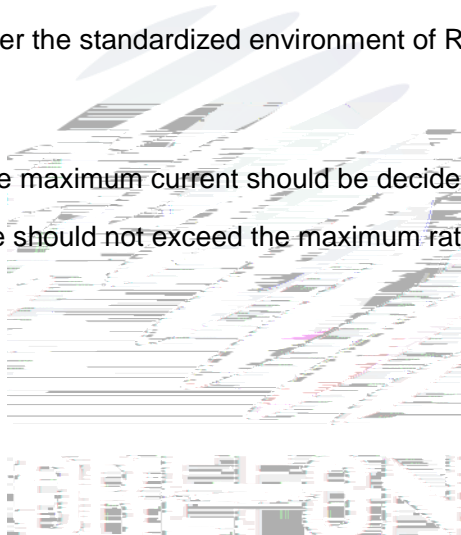 er the standardized environment of R
e maximum current should be decide
e should not exceed the maximum rat